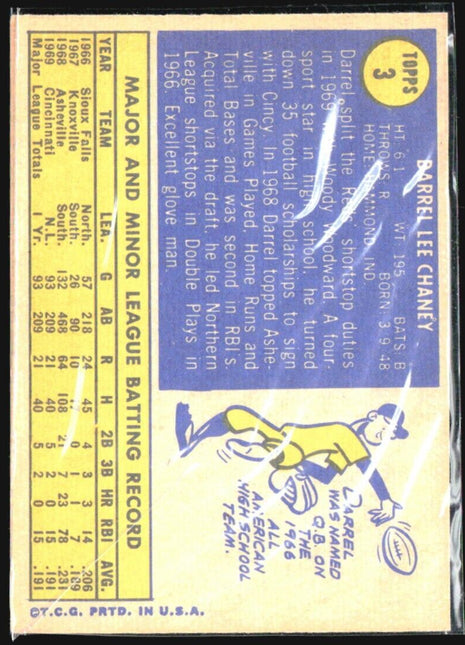 TOPPS
3
DARREL LEE CHANEY
HT 6.1 WT 195 BATS B
THROWS R BORN 3-9-48
HOME HAMMOND, IND
Darrel split the Reds' shortstop duties
in 1969 Woody Woodward. A four
sport star in high school, he turned
down 35 football scholarships to sign
with Cincy. In 1968 Darrel topped Ashe-
ville in Games Played, Home Runs and
Total Bases and was second in RBI's
Acquired via the draft, he led Northern
League shortstops in Double Plays in
1966. Excellent glove man.
DARREL
WAS NAMED
Q.B. ON
THE
1966
ALL
AMERICAN
HIGH SCHOOL
TEAM.
MAJOR AND MINOR LEAGUE BATTING RECORD
YEAR TEAM LEA. G AB R H 2B 3B HR RBI AVG.
1966 Sioux Falls North. 57 218 24 45 4 3 3 14 .206
1967 Knoxville South. 26 90 10 0 1 1 7 .189
1968 Asheville South. 132 468 64 108 7 23 78 .231
1969 Cincinnati N.L. 93 209 21 40 5 2 0 15 .191
Major League Totals 1 Yr. 93 209 21 40 5 2 0 15 .191
©T.C.G. PRTD. IN U.S.A.